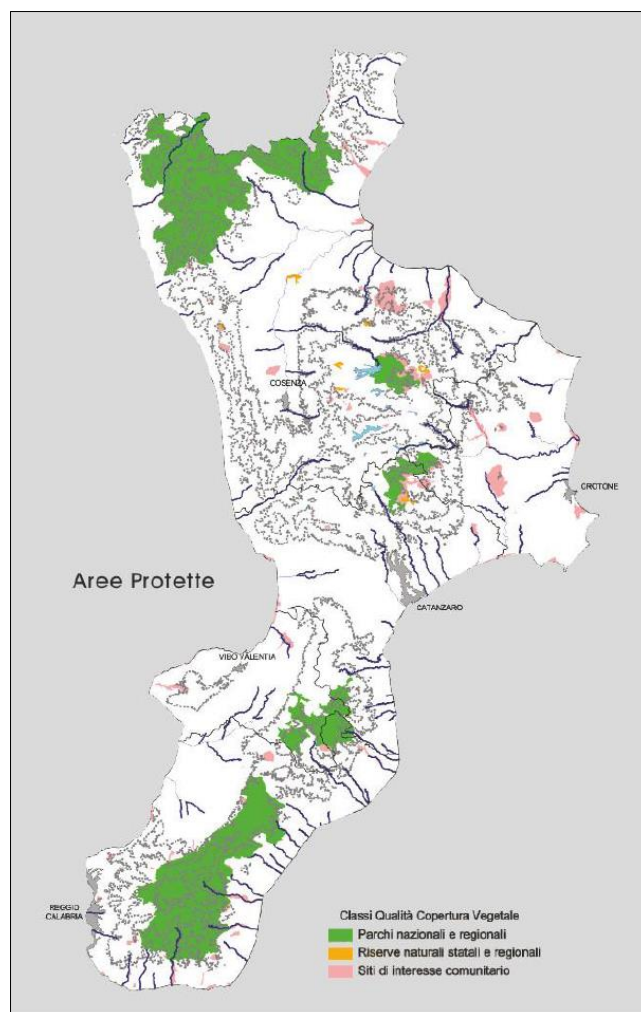 COSENZA
CROTONE
Aree Protette
CATANZARO
VIBO VALENTIA
REGGIO
CALABRIA
Classi Qualità Copertura Vegetale
Parchi nazionali e regionali
Riserve naturali statali e regionali
Siti di interesse comunitario